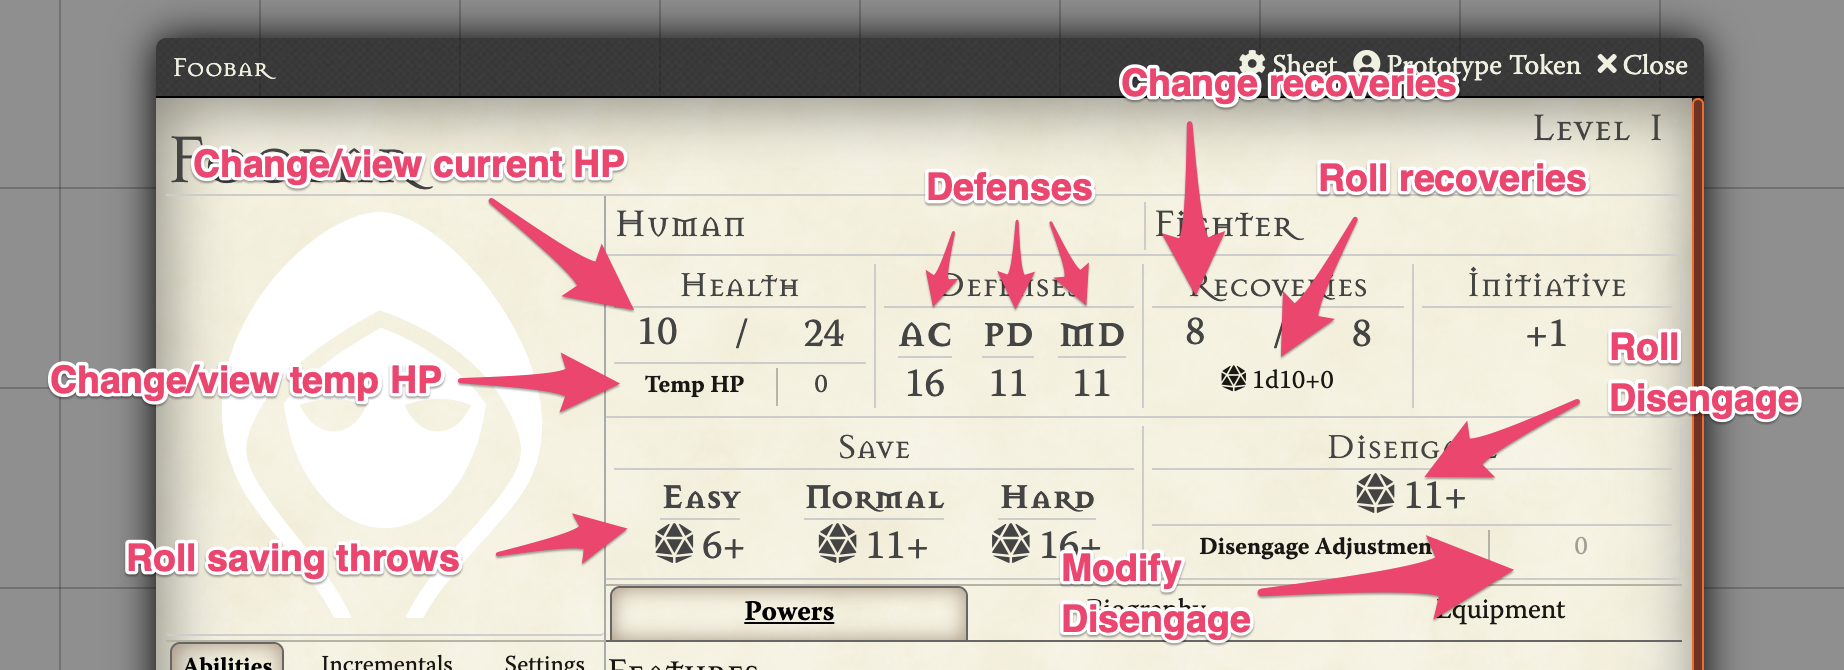 Foobar
Sheet Prototype Token Close
Change recoveries
Level 1
Foobar
Change/view current HP
Defenses
Roll recoveries
Human
Fighter
Health
Defenses
Recoveries
Initiative
10 / 24
AC PD MD
8 / 8
+1
Roll
Disengage
Change/view temp HP
Temp HP 0
16 11 11
1d10+0
Save
Disengage
Easy Normal Hard
11+
Roll saving throws
6+ 11+ 16+
Disengage Adjustment 0
Modify
Disengage
Powers Biography Equipment
Abilities Incrementals Settings
Features